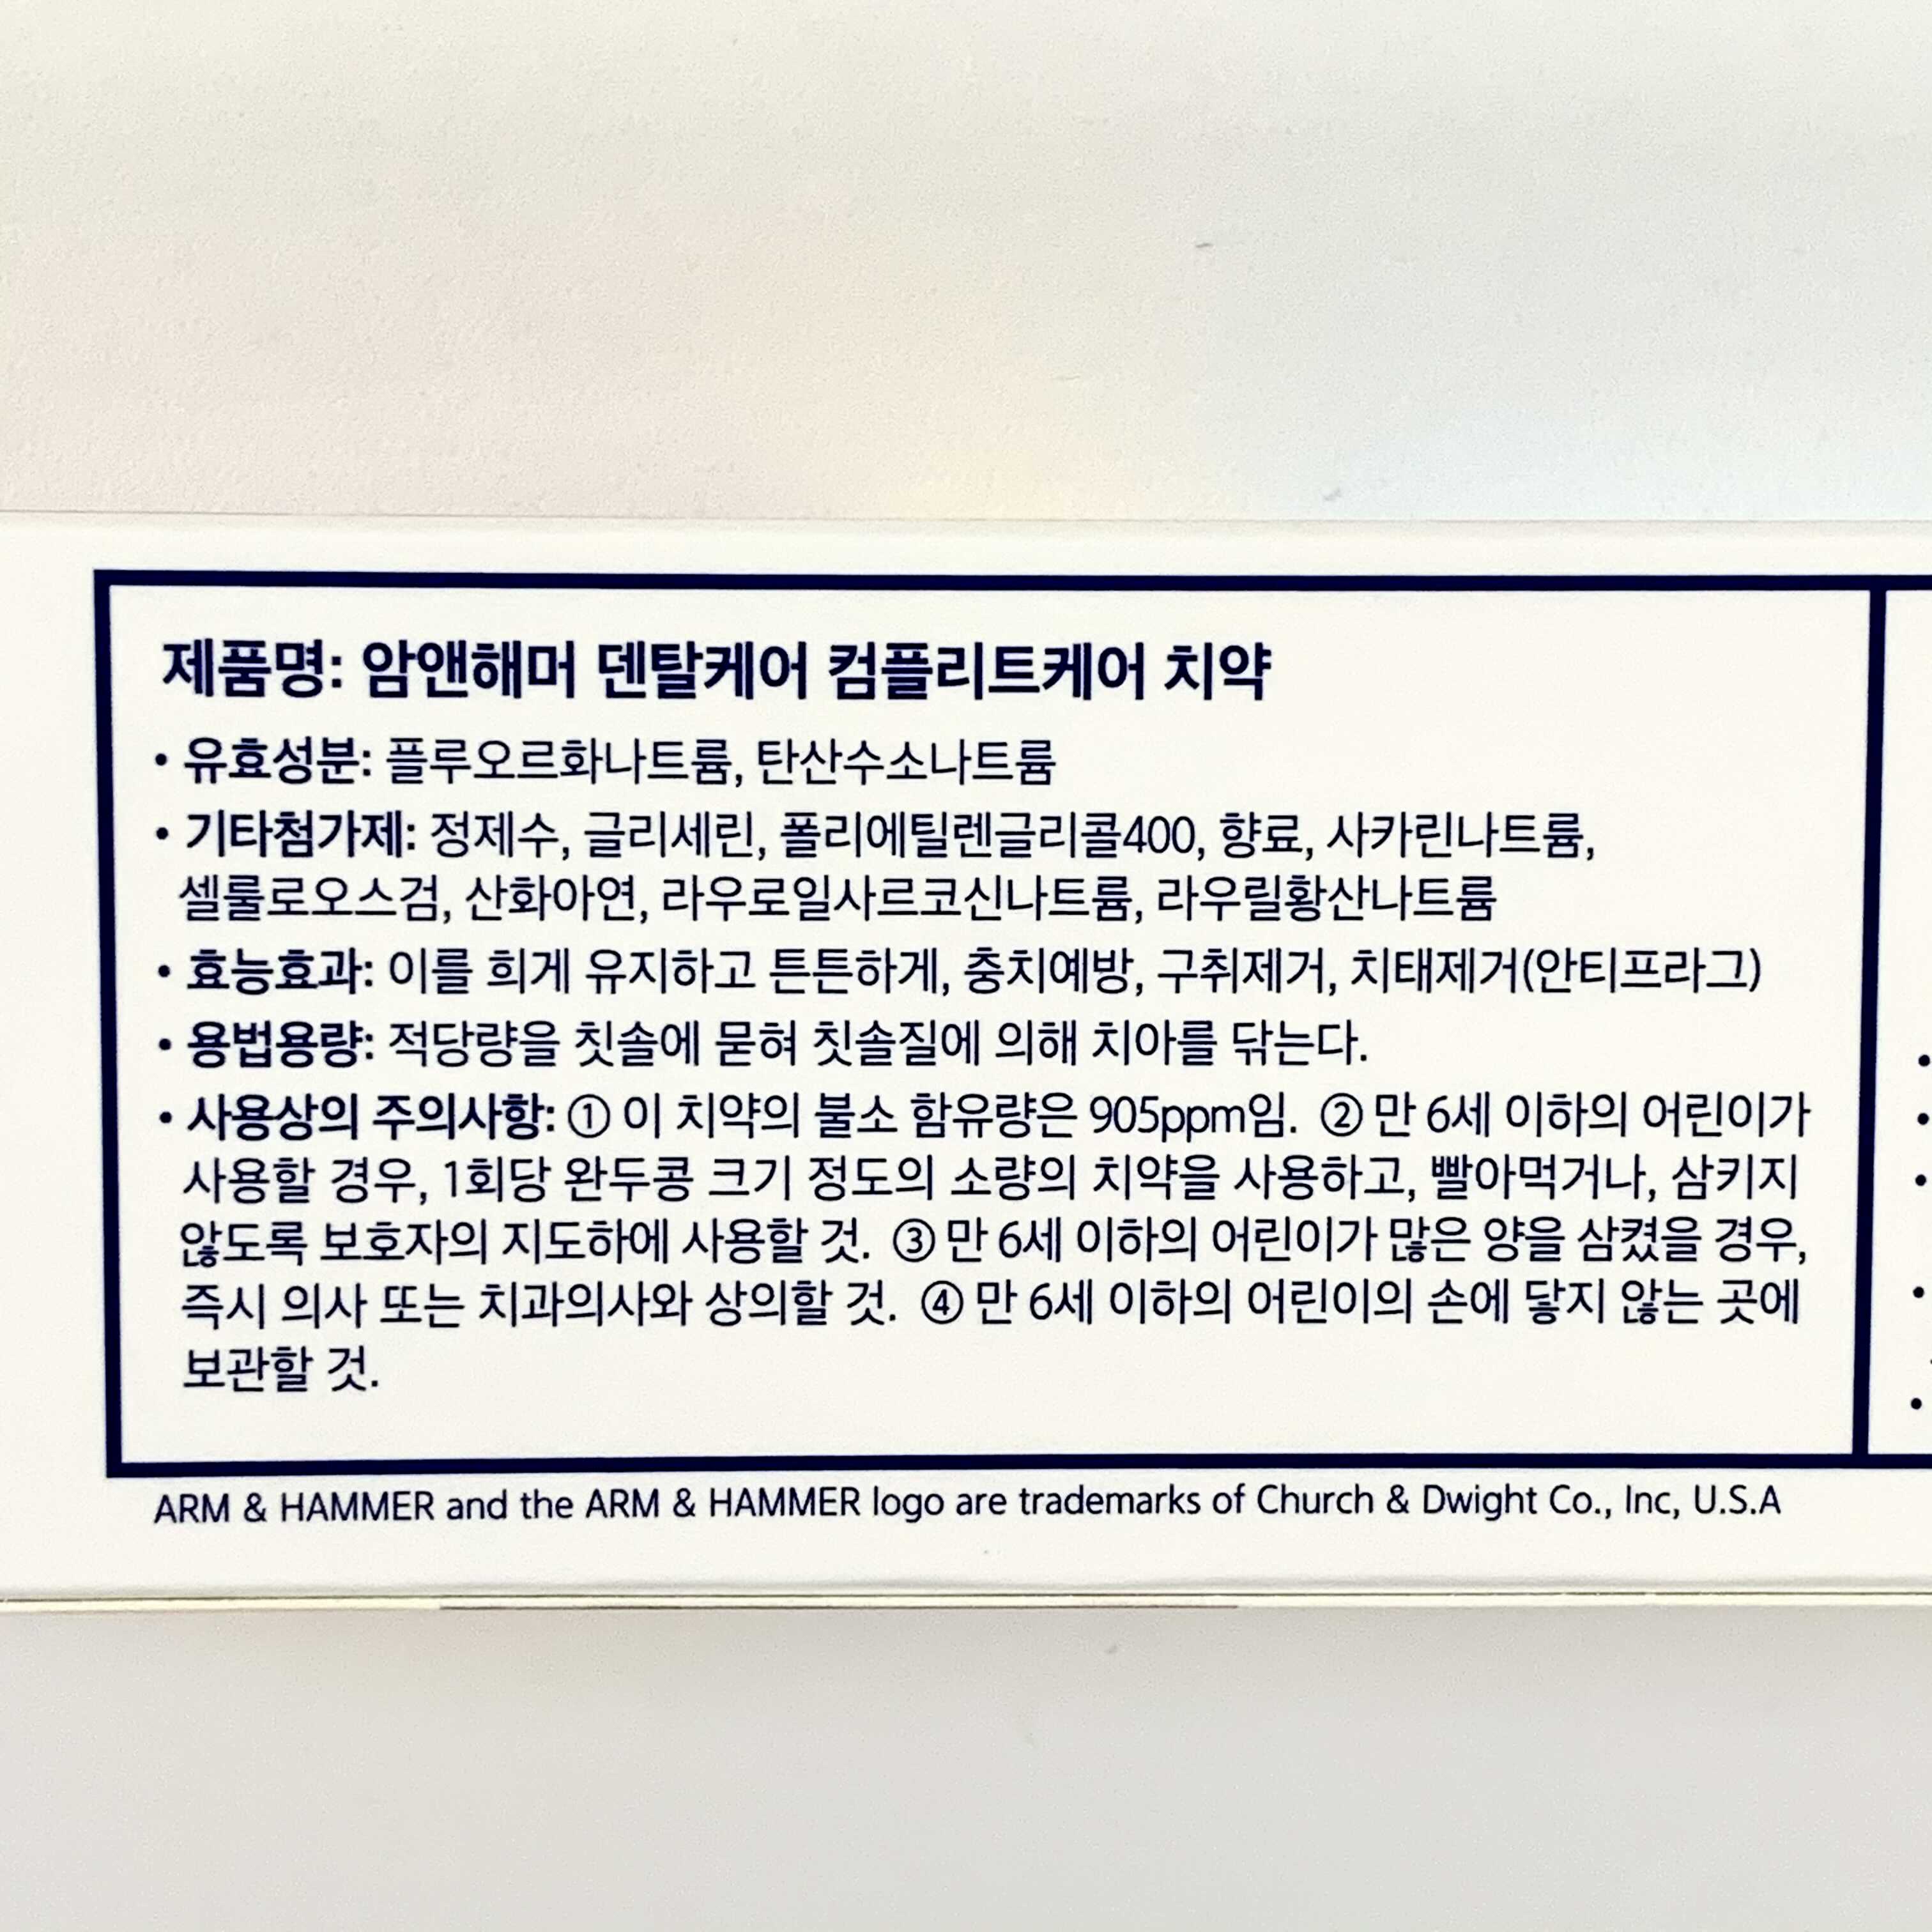 제품명: 암앤해머 덴탈케어 컴플리트케어 치약
• 유효성분: 플루오르화나트륨, 탄산수소나트륨
• 기타첨가제: 정제수, 글리세린, 폴리에틸렌글리콜400, 향료, 사카린나트륨,
셀룰로오스검, 산화아연, 라우로일사르코신나트륨, 라우릴황산나트륨
• 효능효과: 이를 희게 유지하고 튼튼하게, 충치예방, 구취제거, 치태제거(안티프라그)
• 용법용량: 적당량을 칫솔에 묻혀 칫솔질에 의해 치아를 닦는다.
• 사용상의 주의사항: ① 이 치약의 불소 함유량은 905ppm임. ② 만 6세 이하의 어린이가
사용할 경우, 1회당 완두콩 크기 정도의 소량의 치약을 사용하고, 빨아먹거나, 삼키지
않도록 보호자의 지도하에 사용할 것. ③ 만 6세 이하의 어린이가 많은 양을 삼켰을 경우,
즉시 의사 또는 치과의사와 상의할 것. ④ 만 6세 이하의 어린이의 손에 닿지 않는 곳에
보관할 것.
ARM & HAMMER and the ARM & HAMMER logo are trademarks of Church & Dwight Co., Inc, U.S.A